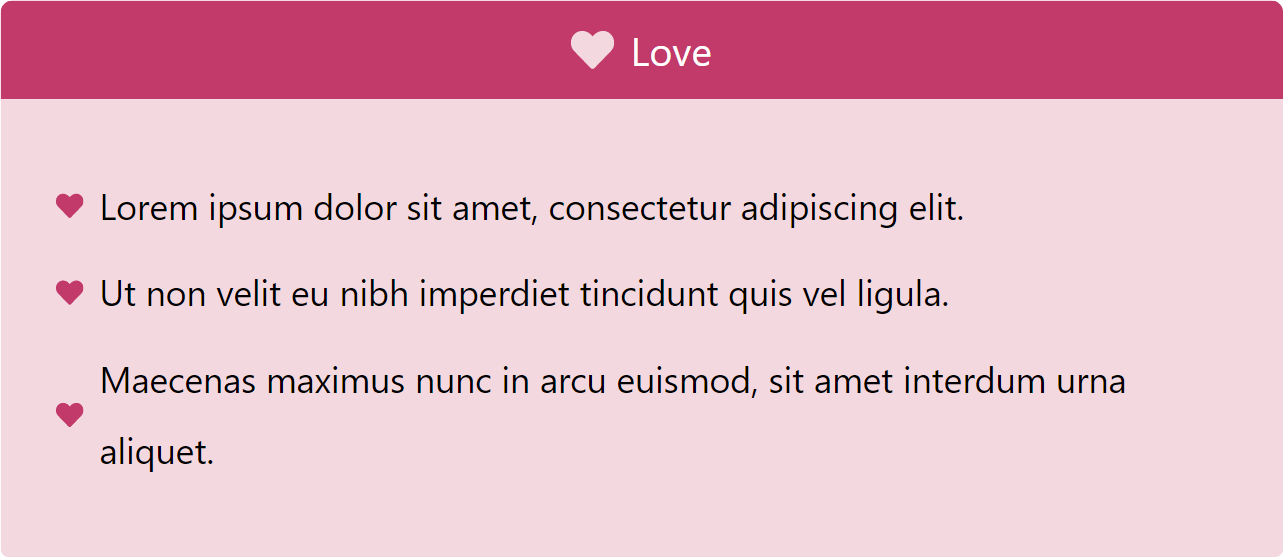 Love
Lorem ipsum dolor sit amet, consectetur adipiscing elit.
Ut non velit eu nibh imperdiet tincidunt quis vel ligula.
Maecenas maximus nunc in arcu euismod, sit amet interdum urna
aliquet.